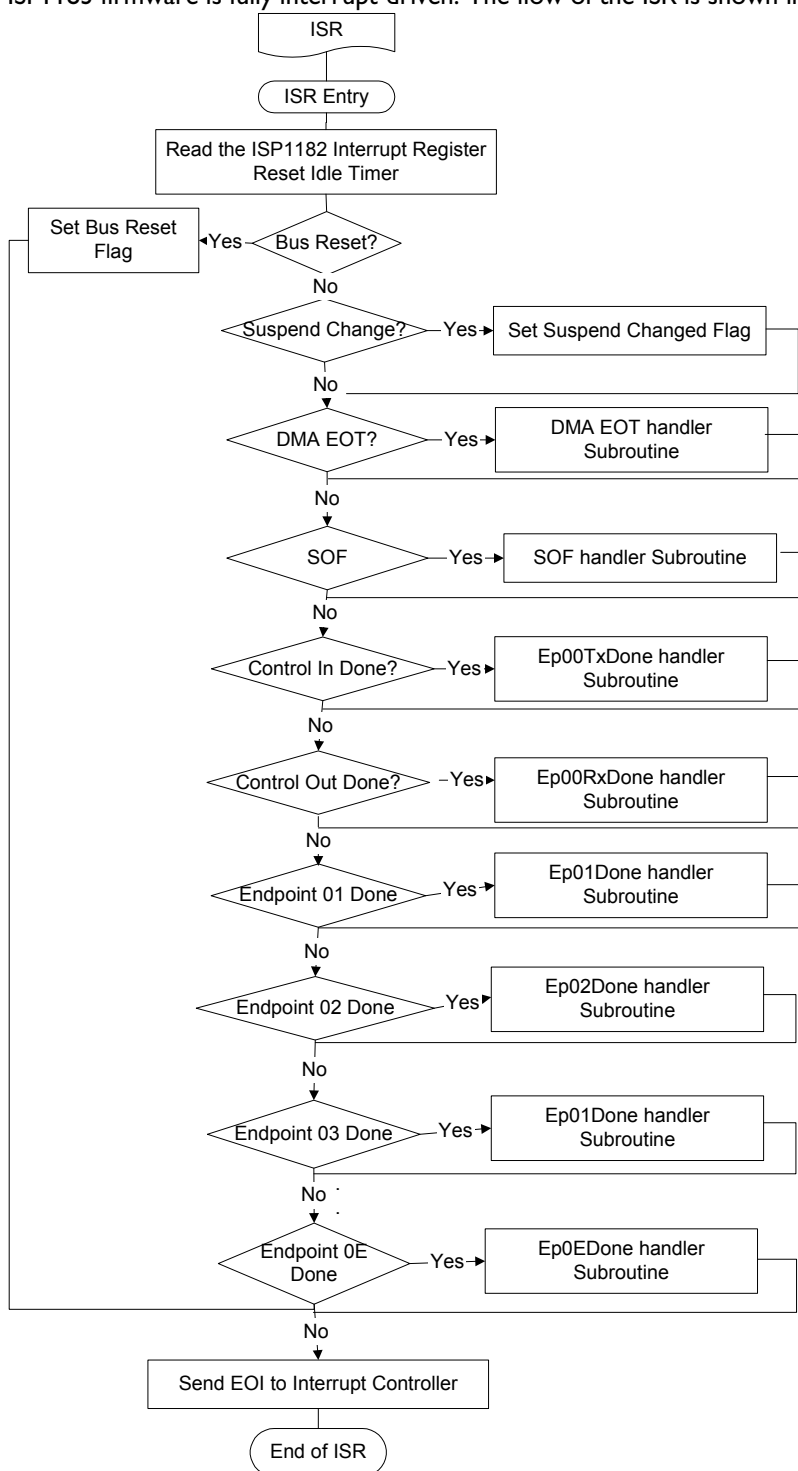 ISP1183 firmware is fully interrupt driven. The flow of the ISR is shown i
ISR
ISR Entry
Read the ISP1182 Interrupt Register
Reset Idle Timer
Set Bus Reset
Flag
Yes
Bus Reset?
No
Suspend Change?
Yes
Set Suspend Changed Flag
No
DMA EOT?
Yes
DMA EOT handler
Subroutine
No
SOF
Yes
SOF handler Subroutine
No
Control In Done?
Yes
Ep00TxDone handler
Subroutine
No
Control Out Done?
Yes
Ep00RxDone handler
Subroutine
No
Endpoint 01 Done
Yes
Ep01Done handler
Subroutine
No
Endpoint 02 Done
Yes
Ep02Done handler
Subroutine
No
Endpoint 03 Done
Yes
Ep01Done handler
Subroutine
No :
Endpoint 0E
Done
Yes
Ep0EDone handler
Subroutine
No
Send EOI to Interrupt Controller
End of ISR